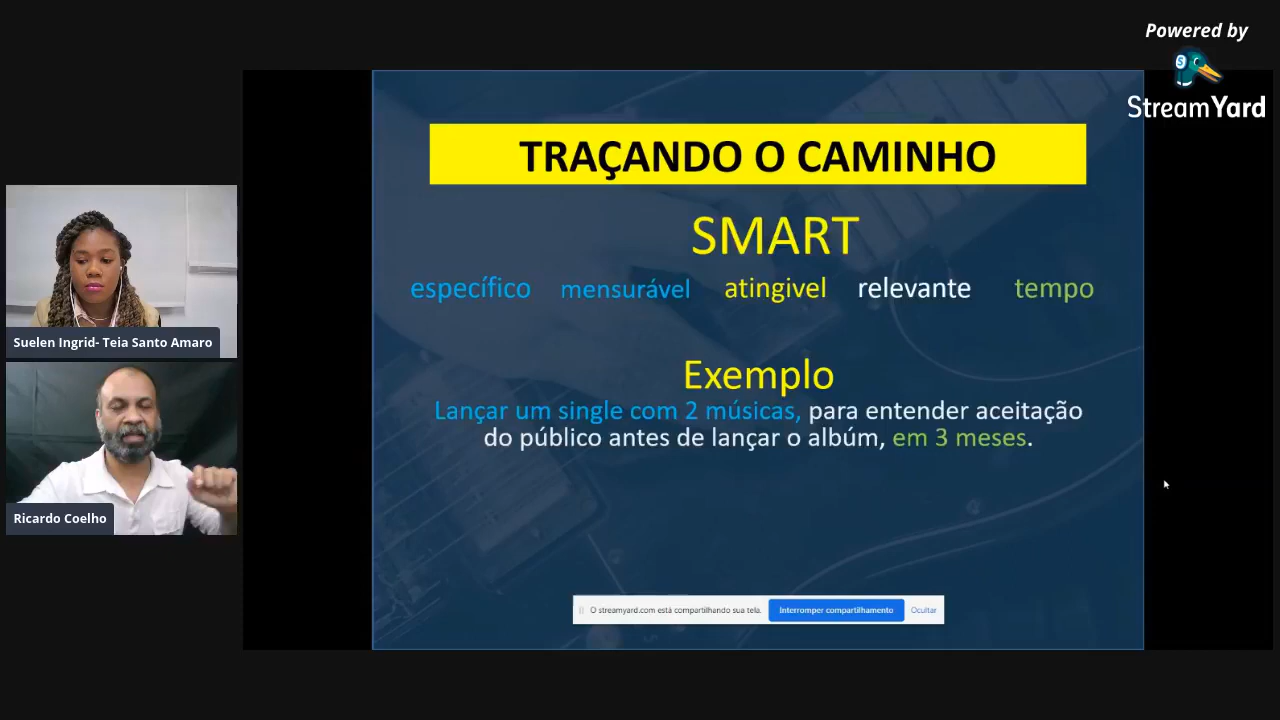 Powered by
StreamYard
TRAÇANDO O CAMINHO
SMART
específico mensurável atingivel relevante tempo
Exemplo
Lançar um single com 2 músicas, para entender aceitação
do público antes de lançar o albúm, em 3 meses.
Suelen Ingrid- Teia Santo Amaro
Ricardo Coelho
O streamyard.com está compartilhando sua tela. Interromper compartilhamento Ocultar